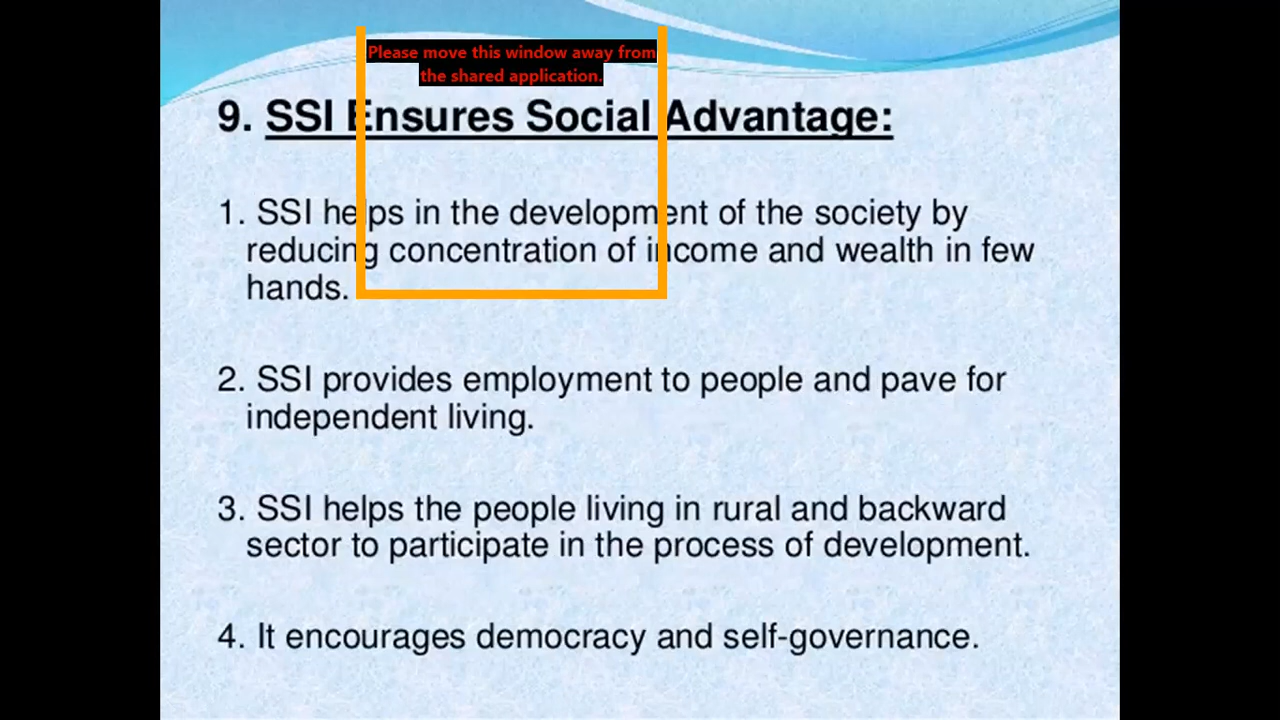 Please move this window away from
the shared application.
9. SSI Ensures Social Advantage:
1. SSI helps in the development of the society by
reducing concentration of income and wealth in few
hands.
2. SSI provides employment to people and pave for
independent living.
3. SSI helps the people living in rural and backward
sector to participate in the process of development.
4. It encourages democracy and self-governance.